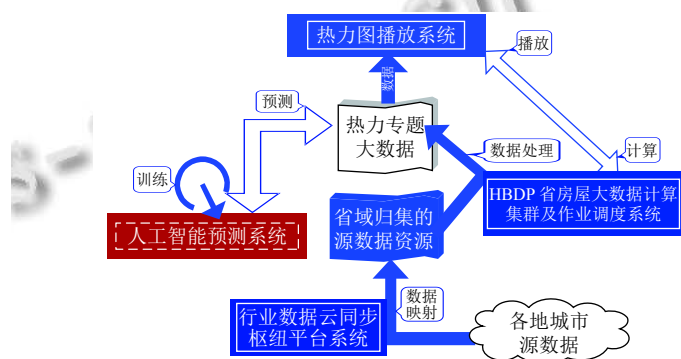 热力图播放系统
播放
数据
预测
热力专题
大数据
数据处理
计算
训练
HBDP 省房屋大数据计算
集群及作业调度系统
省域归集的
源数据资源
人工智能预测系统
数据
映射
行业数据云同步
枢纽平台系统
各地城市
源数据